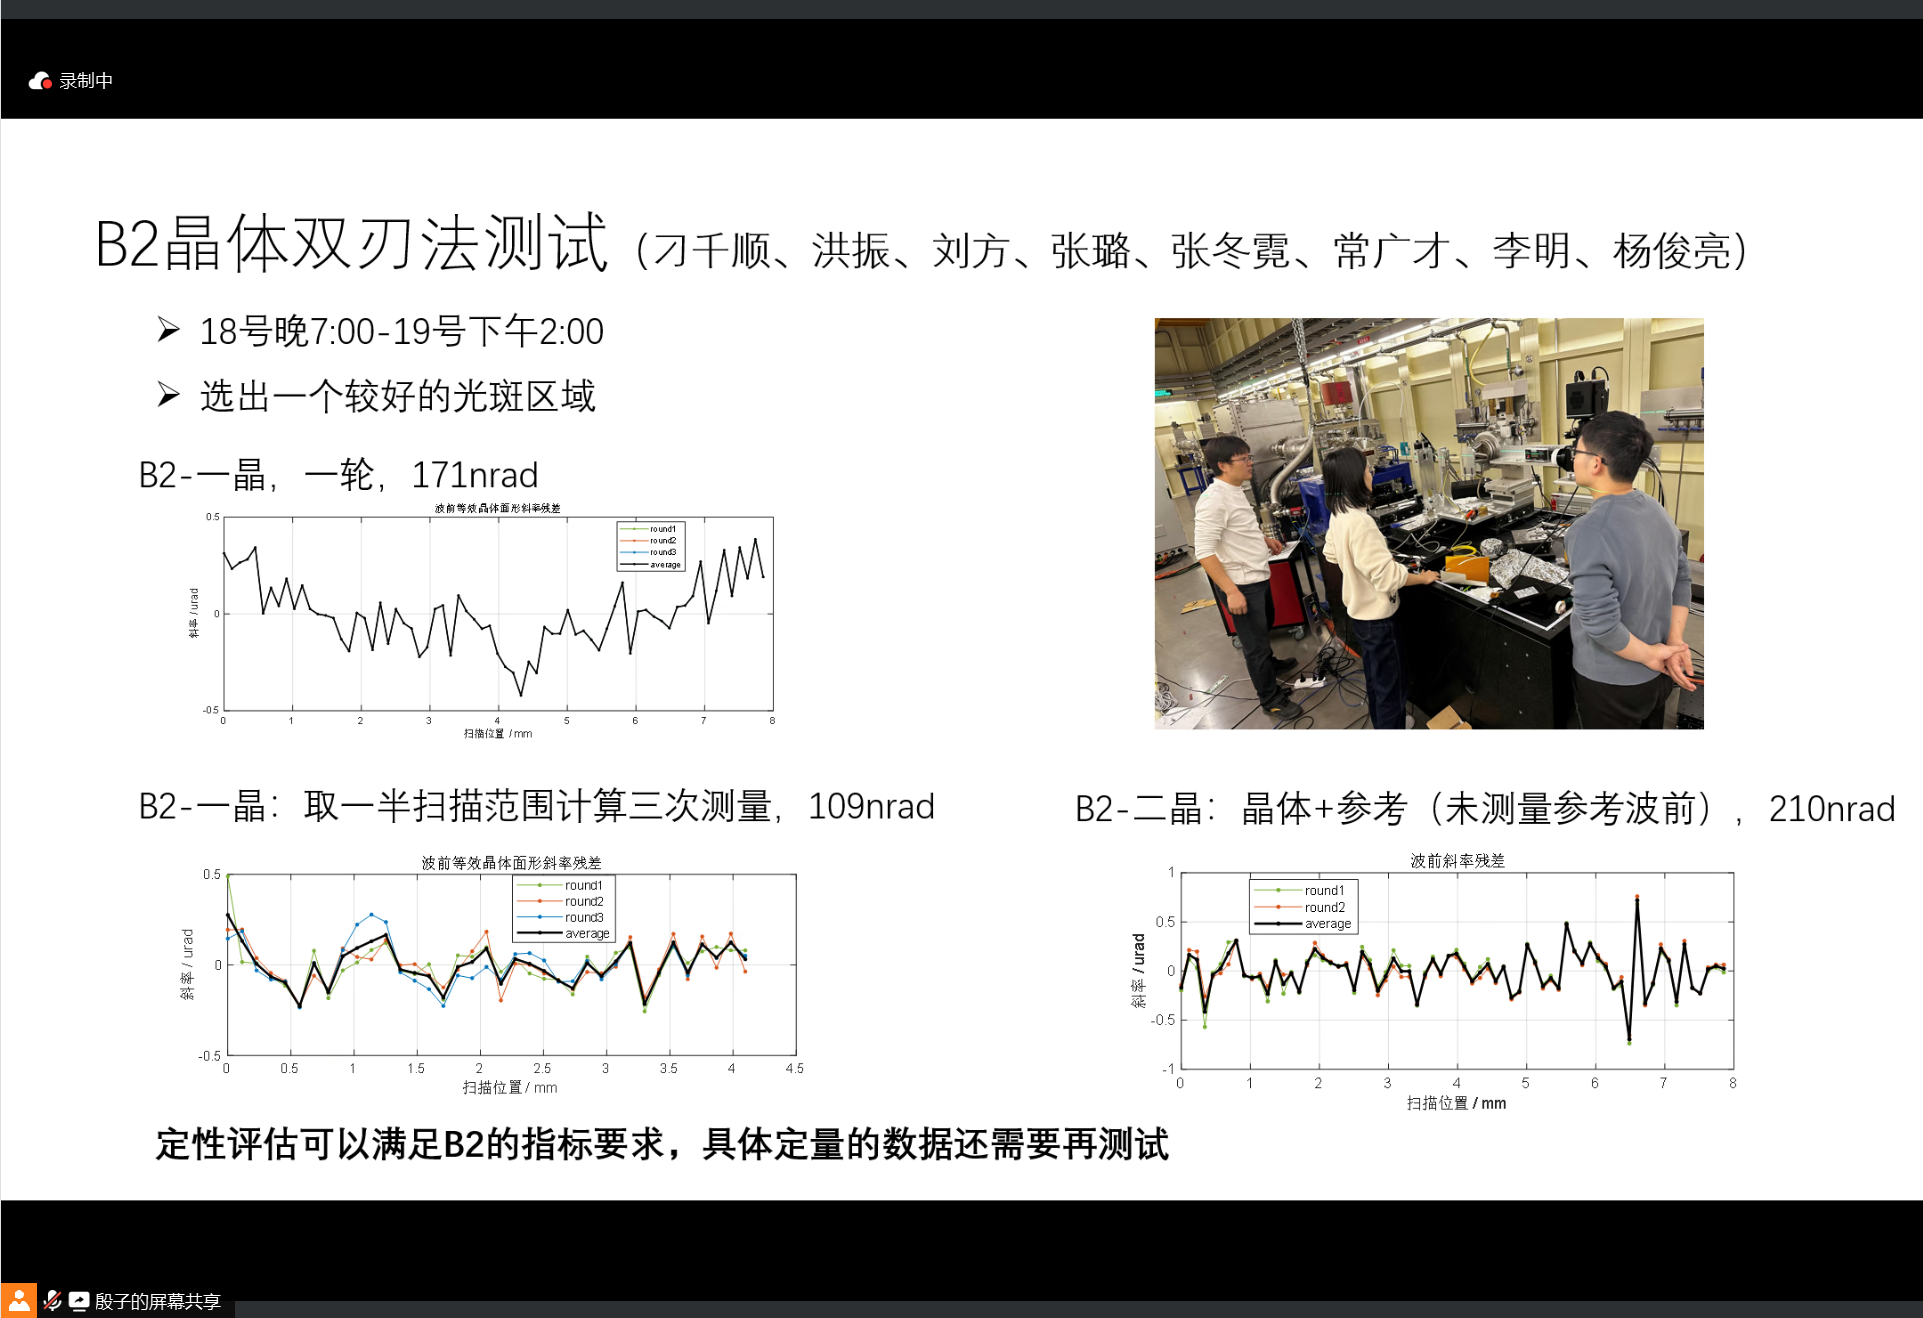 录制中
B2晶体双刃法测试（刁千顺、洪振、刘方、张璐、张冬霓、常广才、李明、杨俊亮）
➢ 18号晚7:00-19号下午2:00
➢ 选出一个较好的光斑区域
B2-一晶，一轮，171nrad
波前等效晶体面形斜率残差
round1
round2
round3
average
0.5
0
-0.5
斜率 / urad
0 1 2 3 4 5 6 7 8
扫描位置 / mm
B2-一晶：取一半扫描范围计算三次测量，109nrad
波前等效晶体面形斜率残差
round1
round2
round3
average
0.5
0
-0.5
斜率 / urad
0 0.5 1 1.5 2 2.5 3 3.5 4 4.5
扫描位置 / mm
B2-二晶：晶体+参考（未测量参考波前），210nrad
波前斜率残差
round1
round2
average
1
0.5
0
-0.5
-1
斜率 / urad
0 1 2 3 4 5 6 7 8
扫描位置 / mm
定性评估可以满足B2的指标要求，具体定量的数据还需要再测试
殷子的屏幕共享